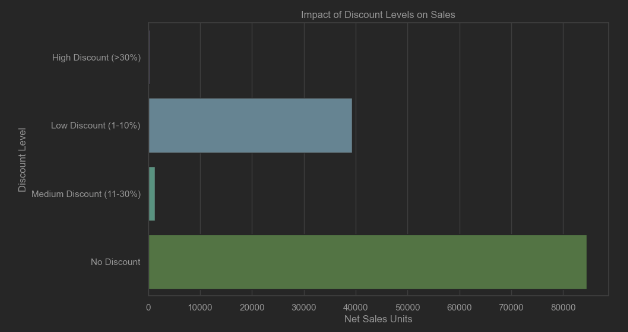 Impact of Discount Levels on Sales
High Discount (>30%)
Low Discount (1-10%)
Medium Discount (11-30%)
No Discount
Discount Level
0 10000 20000 30000 40000 50000 60000 70000 80000
Net Sales Units